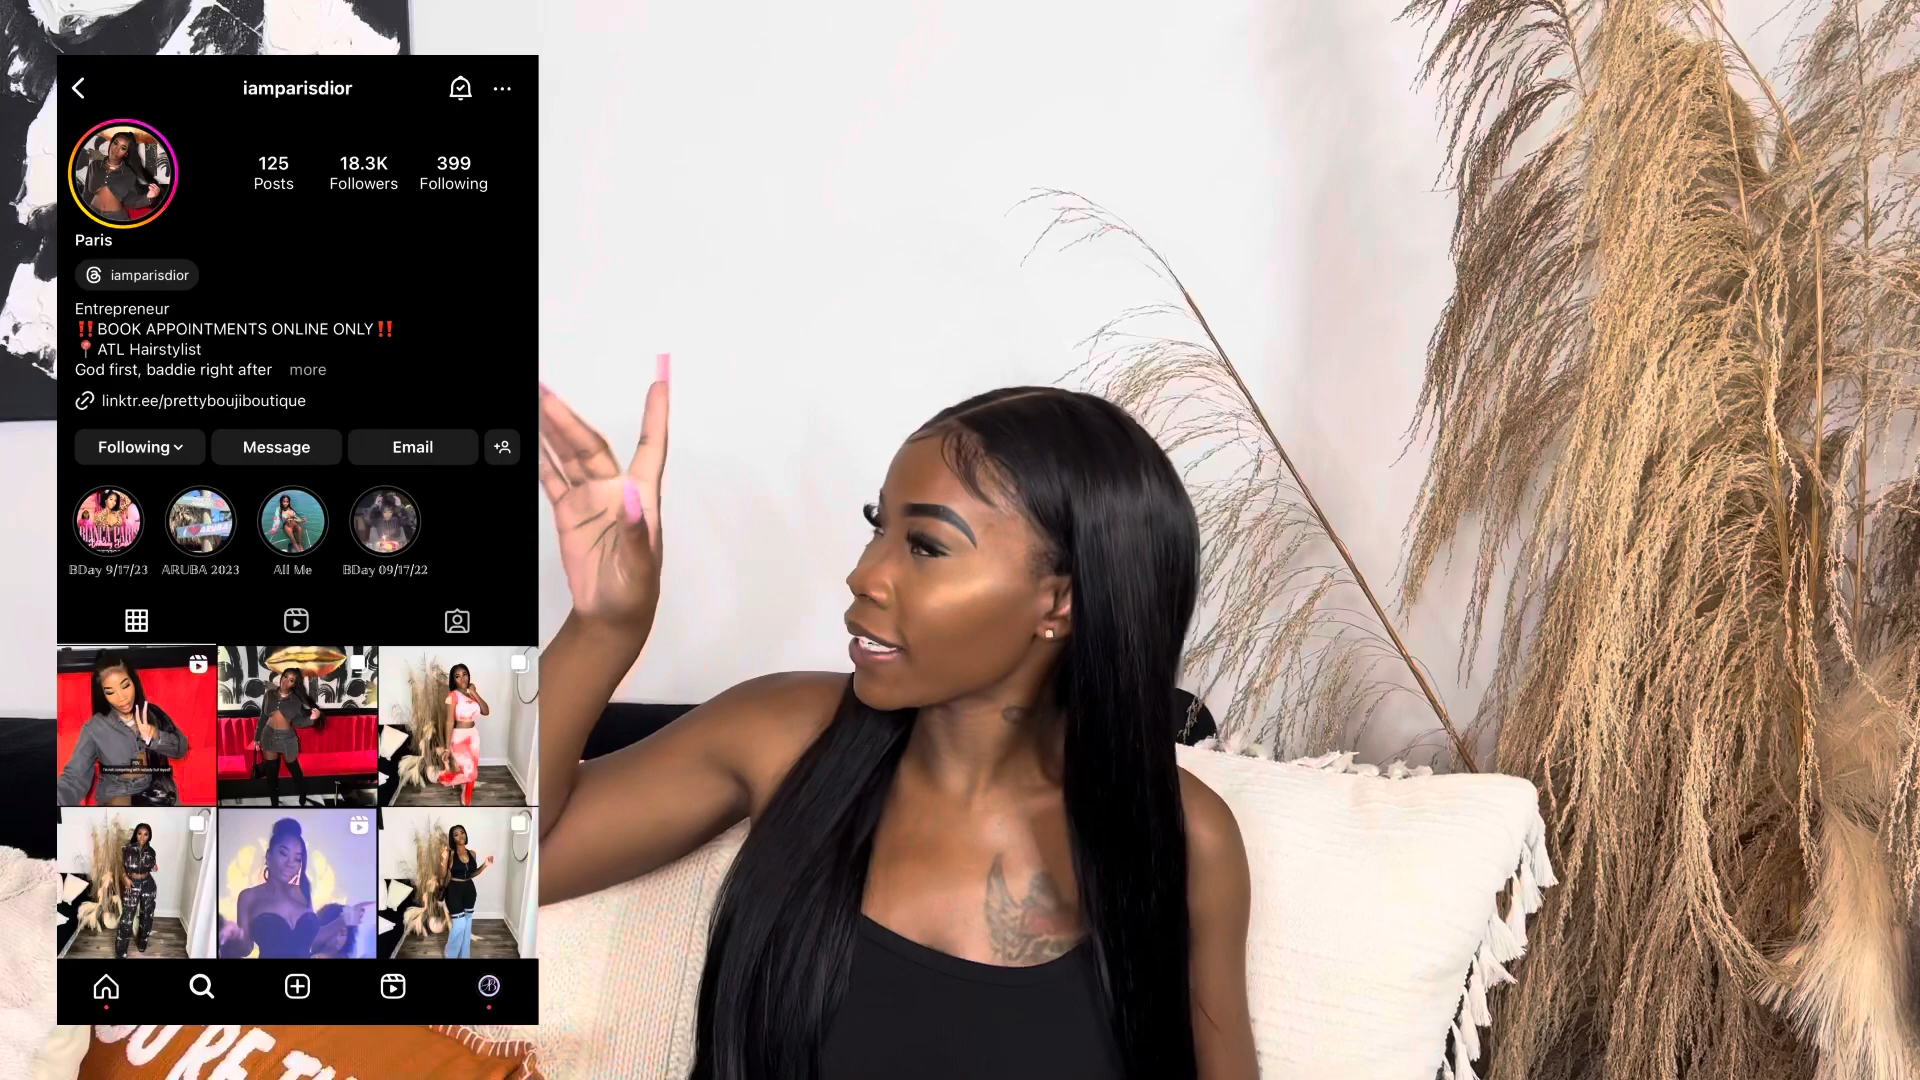 iamparisdior
125
Posts
18.3K
Followers
399
Following
Paris
iamparisdior
Entrepreneur
‼️BOOK APPOINTMENTS ONLINE ONLY‼️
📍 ATL Hairstylist
God first, baddie right after more
linktr.ee/prettyboujiboutique
Following
Message
Email
BDay 9/17/23
ARUBA 2023
All Me
BDay 09/17/22